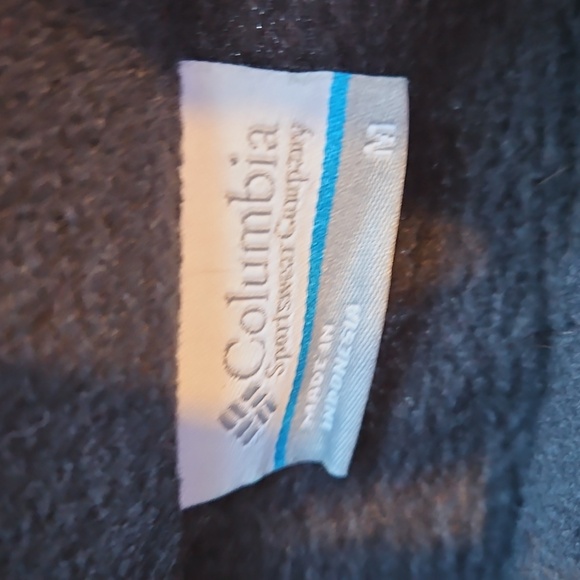 Columbia
Sportswear Company
MADE IN
INDONESIA
M